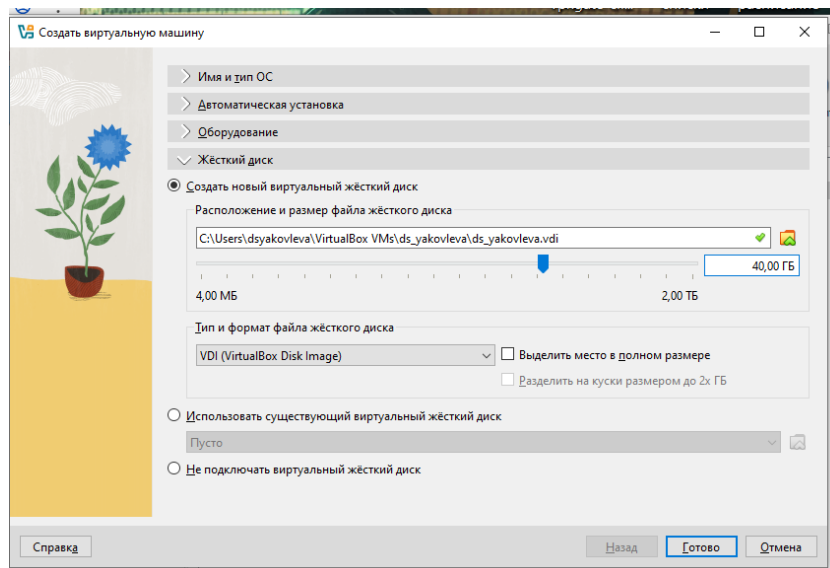 Создать виртуальную машину
Имя и тип ОС
Автоматическая установка
Оборудование
Жёсткий диск
Создать новый виртуальный жёсткий диск
Расположение и размер файла жёсткого диска
C:\Users\dsyakovleva\VirtualBox VMs\ds_yakovleva\ds_yakovleva.vdi
40,00 ГБ
4,00 МБ 2,00 ТБ
Тип и формат файла жёсткого диска
VDI (VirtualBox Disk Image) Выделить место в полном размере
Разделить на куски размером до 2х ГБ
Использовать существующий виртуальный жёсткий диск
Пусто
Не подключать виртуальный жёсткий диск
Справка Назад Готово Отмена